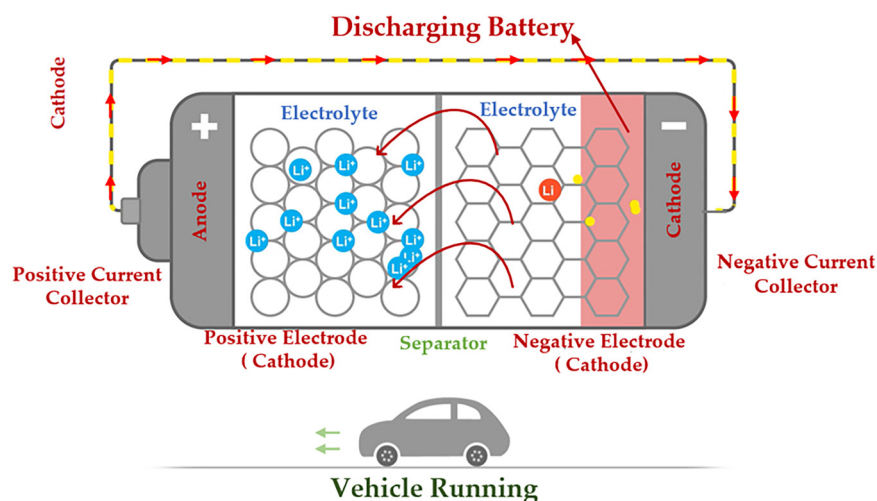 Discharging Battery
Cathode
Electrolyte
Electrolyte
+
−
Anode
Cathode
Li⁺
Li⁺
Li⁺
Li
Li⁺
Li⁺
Li⁺
Li⁺
Li⁺
Li⁺
Li⁺
Li⁺
Positive Current
Collector
Negative Current
Collector
Positive Electrode
( Cathode)
Separator
Negative Electrode
( Cathode)
Vehicle Running